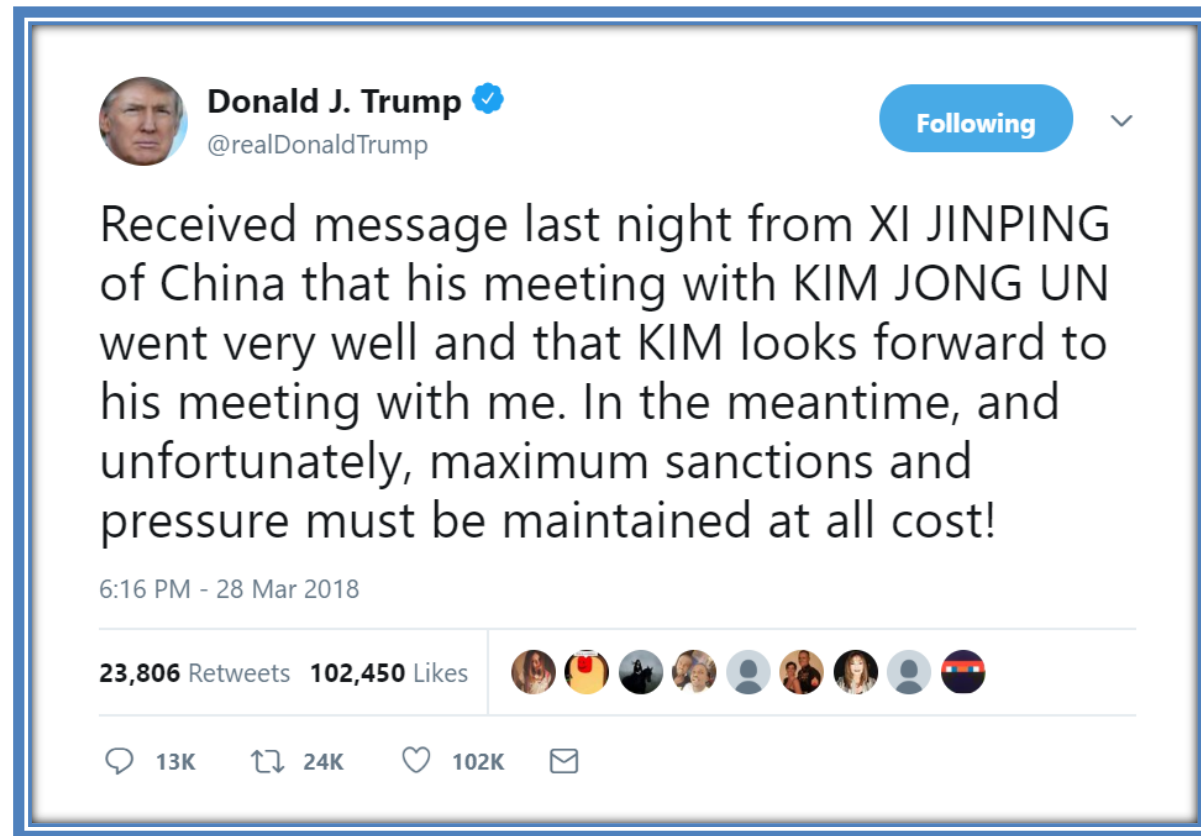 Donald J. Trump
@realDonaldTrump
Following
Received message last night from XI JINPING
of China that his meeting with KIM JONG UN
went very well and that KIM looks forward to
his meeting with me. In the meantime, and
unfortunately, maximum sanctions and
pressure must be maintained at all cost!
6:16 PM - 28 Mar 2018
23,806 Retweets 102,450 Likes
13K 24K 102K